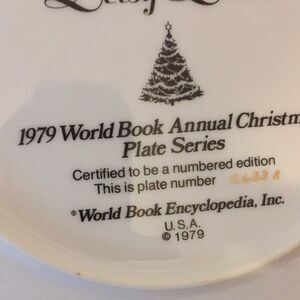 1979 World Book Annual Christm
Plate Series
Certified to be a numbered edition
This is plate number
*World Book Encyclopedia, Inc.
U.S.A.
© 1979